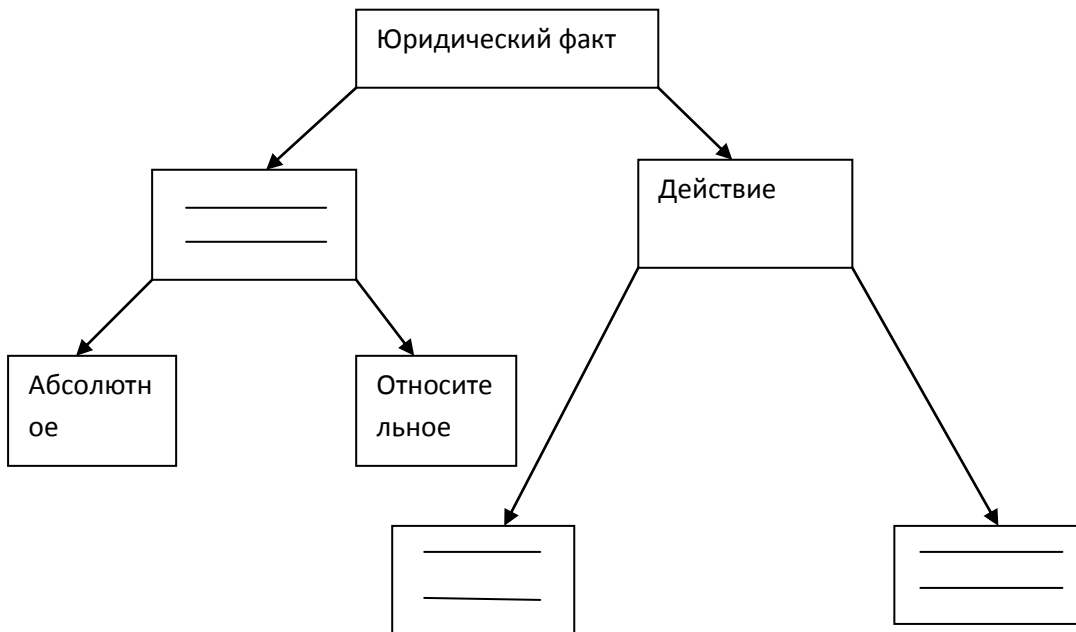 Юридический факт
Действие
Абсолютн
ое
Относите
льное